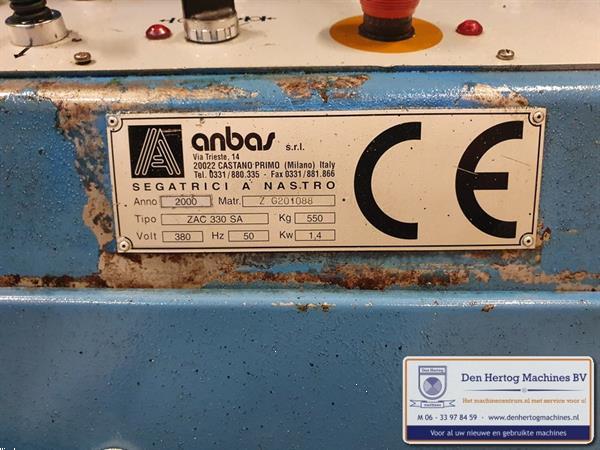 anbas s.r.l.
Via Trieste, 14
20022 CASTANO PRIMO (Milano) Italy
Tel. 0331/880.335 - Fax 0331/881.866
SEGATRICI A' NASTRO
Anno 2000 Matr. Z G201088
Tipo ZAC 330 SA Kg 550
Volt 380 Hz 50 Kw 1,4
CE
Den Hertog Machines BV
Het machinecentrum.nl met service voor u!
M 06 - 33 97 84 59 · www.denhertogmachines.nl
Voor al uw nieuwe en gebruikte machines